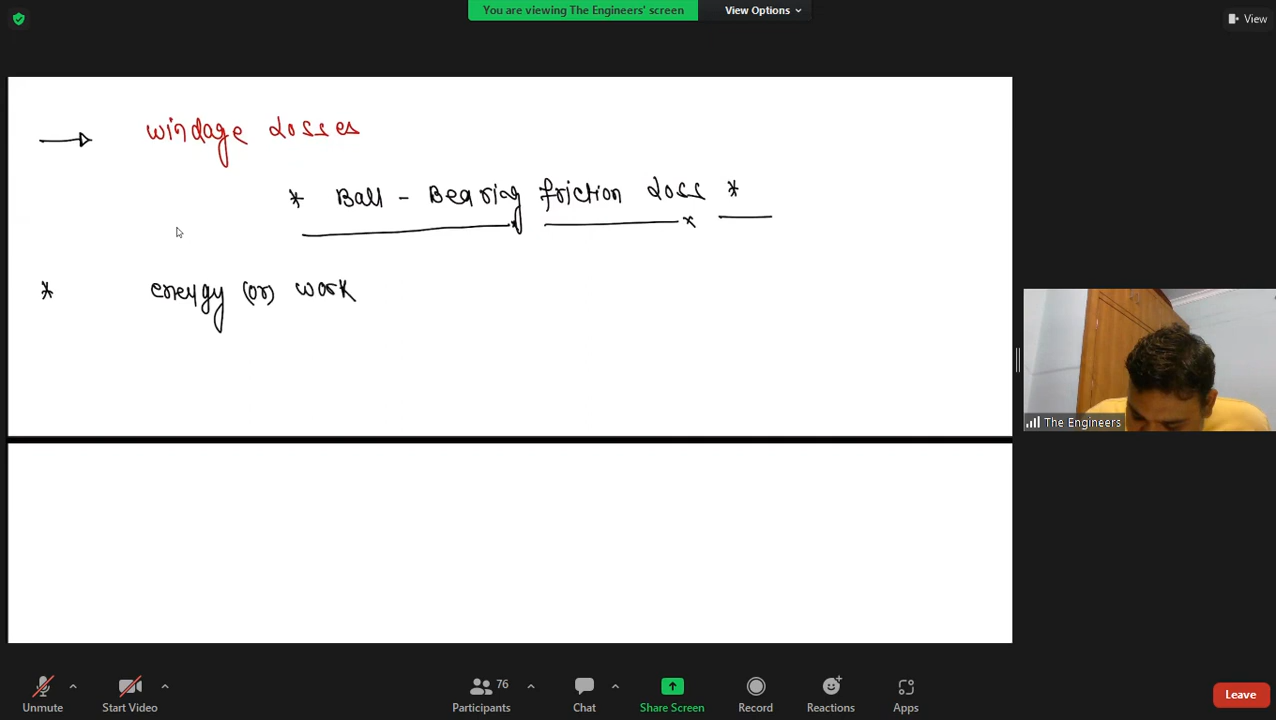 You are viewing The Engineers' screen
View Options
View
windage Losses
* Ball - Bearing friction Loss *
* energy (or) work
The Engineers
Unmute
Start Video
76
Participants
Chat
Share Screen
Record
Reactions
Apps
Leave